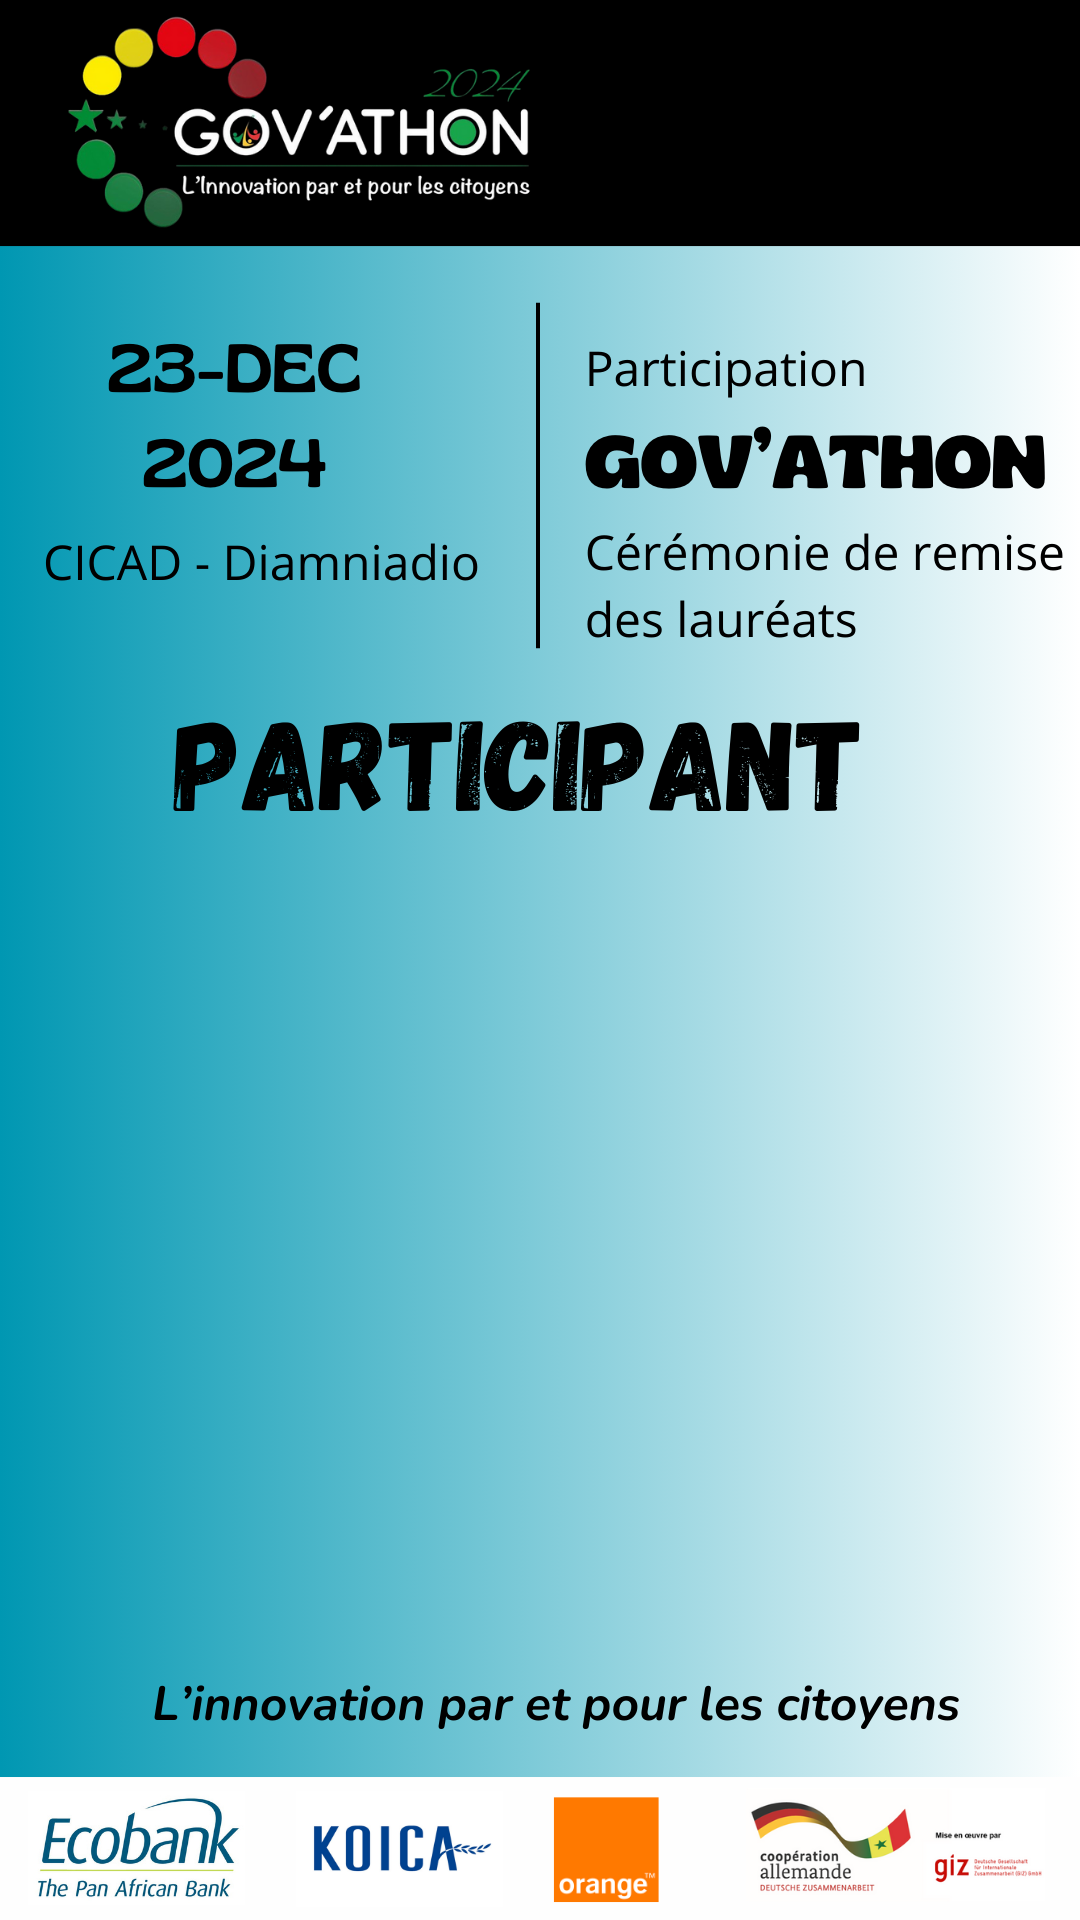 2024
GOV'ATHON
L'Innovation par et pour les citoyens
23-DEC
2024
CICAD - Diamniadio
Participation
GOV'ATHON
Cérémonie de remise
des lauréats
PARTICIPANT
L'innovation par et pour les citoyens
Ecobank
The Pan African Bank
KOICA
orange™
coopération
allemande
DEUTSCHE ZUSAMMENARBEIT
Mise en œuvre par
giz
Deutsche Gesellschaft
für Internationale
Zusammenarbeit (GIZ) GmbH